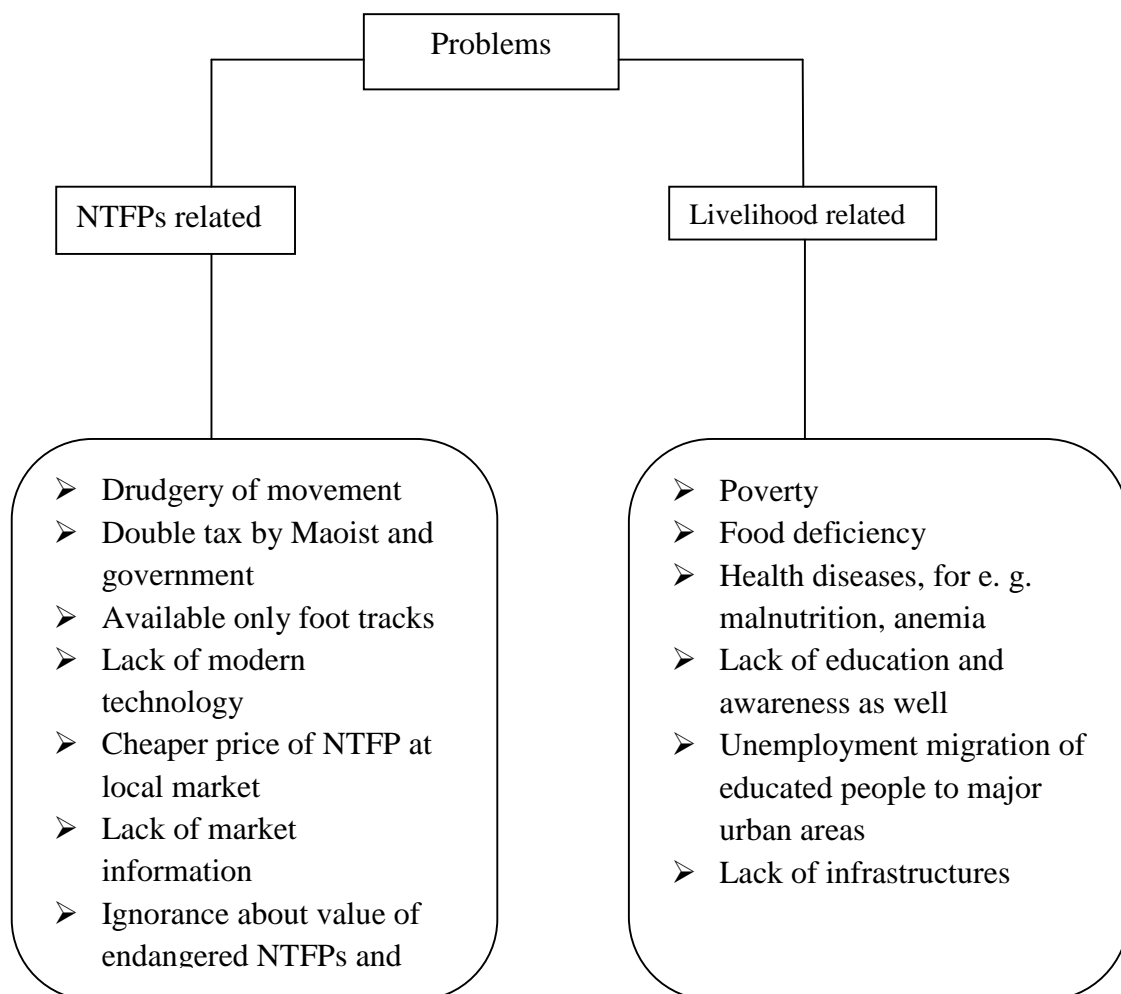 Problems
NTFPs related
Livelihood related
➢ Drudgery of movement
➢ Double tax by Maoist and
government
➢ Available only foot tracks
➢ Lack of modern
technology
➢ Cheaper price of NTFP at
local market
➢ Lack of market
information
➢ Ignorance about value of
endangered NTFPs and
➢ Poverty
➢ Food deficiency
➢ Health diseases, for e. g.
malnutrition, anemia
➢ Lack of education and
awareness as well
➢ Unemployment migration of
educated people to major
urban areas
➢ Lack of infrastructures